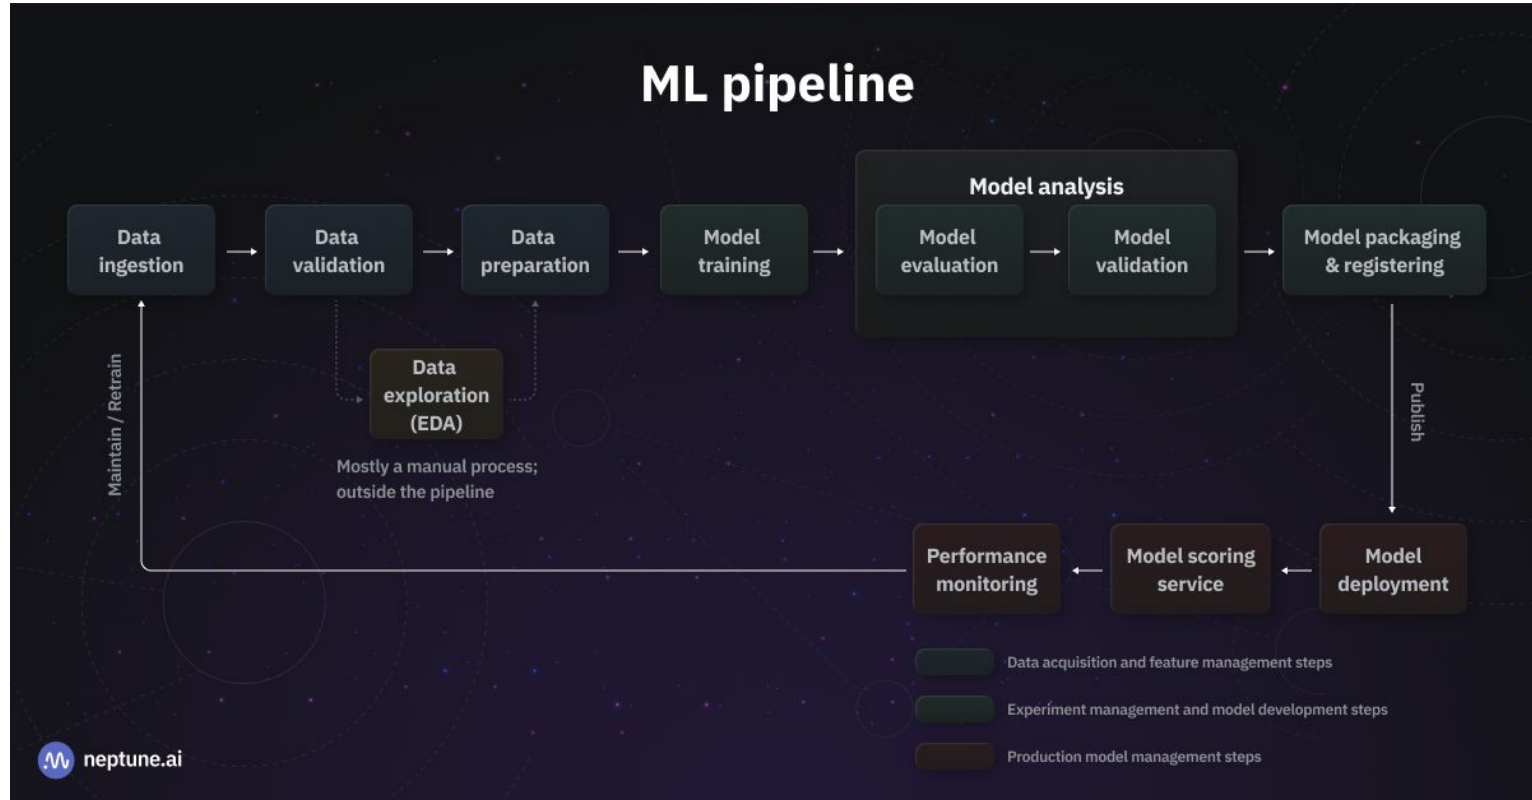 ML pipeline
Model analysis
Data
ingestion
Data
validation
Data
preparation
Model
training
Model
evaluation
Model
validation
Model packaging
& registering
Data
exploration
(EDA)
Mostly a manual process;
outside the pipeline
Maintain / Retrain
Publish
Performance
monitoring
Model scoring
service
Model
deployment
Data acquisition and feature management steps
Experiment management and model development steps
Production model management steps
neptune.ai